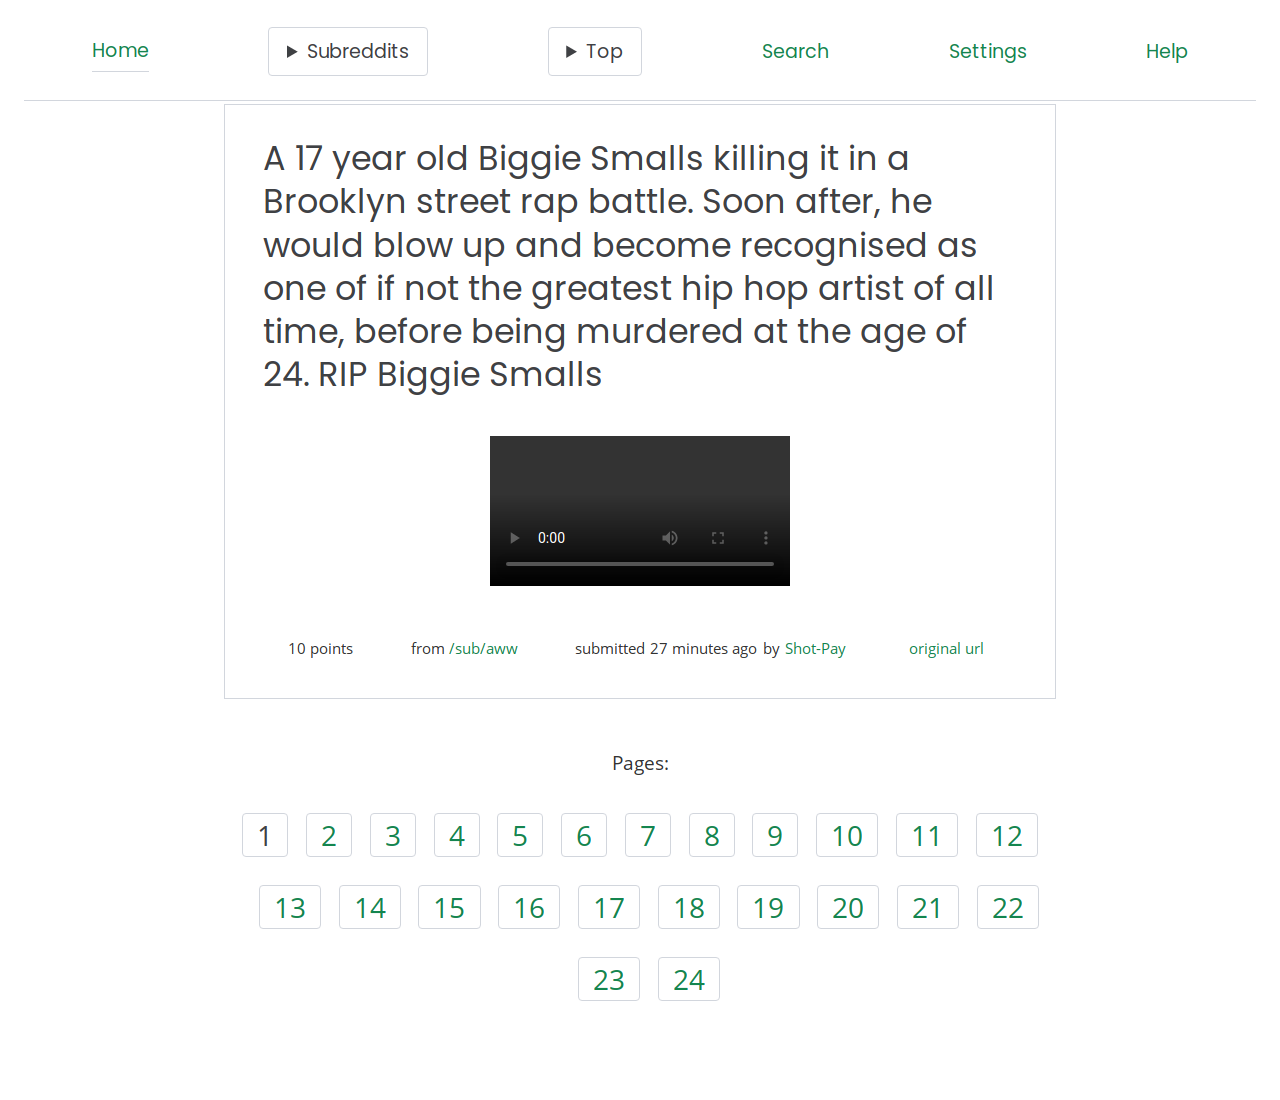 Home Subreddits Top Search Settings Help
A 17 year old Biggie Smalls killing it in a
Brooklyn street rap battle. Soon after, he
would blow up and become recognised as
one of if not the greatest hip hop artist of all
time, before being murdered at the age of
24. RIP Biggie Smalls
0:00
10 points from /sub/aww submitted 27 minutes ago by Shot-Pay original url
Pages:
1 2 3 4 5 6 7 8 9 10 11 12
13 14 15 16 17 18 19 20 21 22
23 24